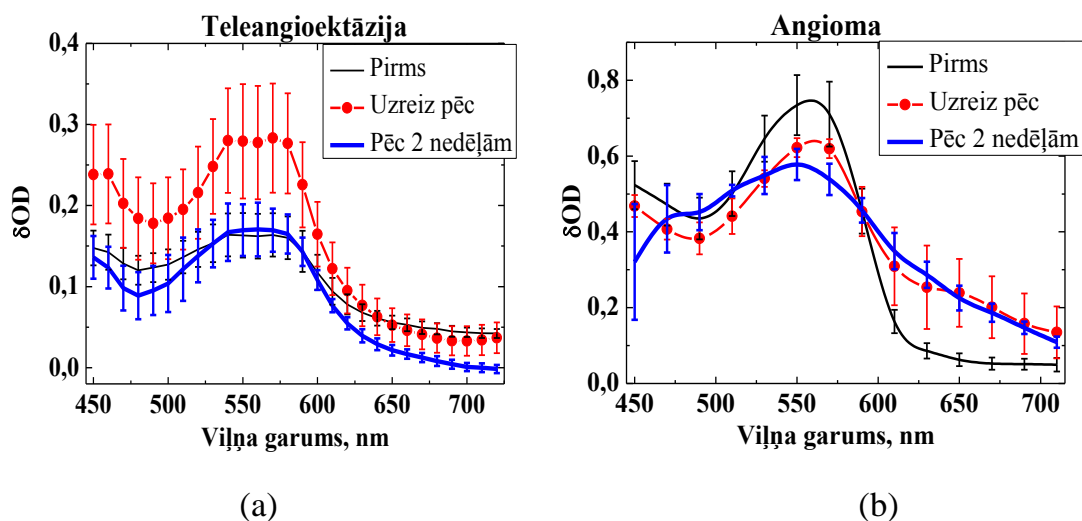 Teleangioektāzija
0,4
0,3
0,2
0,1
0,0
δOD
Pirms
Uzreiz pēc
Pēc 2 nedēļām
450 500 550 600 650 700
Viļņa garums, nm
(a)
Angioma
0,8
0,6
0,4
0,2
0,0
δOD
Pirms
Uzreiz pēc
Pēc 2 nedēļām
450 500 550 600 650 700
Viļņa garums, nm
(b)